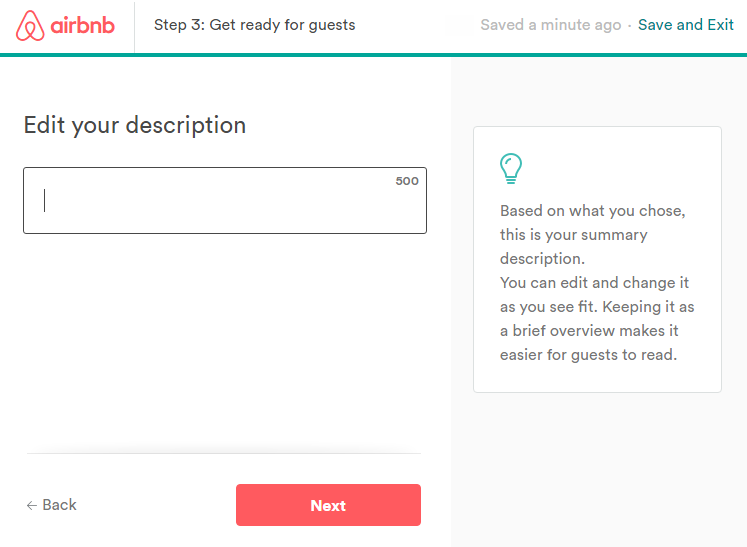 airbnb
Step 3: Get ready for guests
Saved a minute ago · Save and Exit
Edit your description
500
Based on what you chose,
this is your summary
description.
You can edit and change it
as you see fit. Keeping it as
a brief overview makes it
easier for guests to read.
← Back
Next